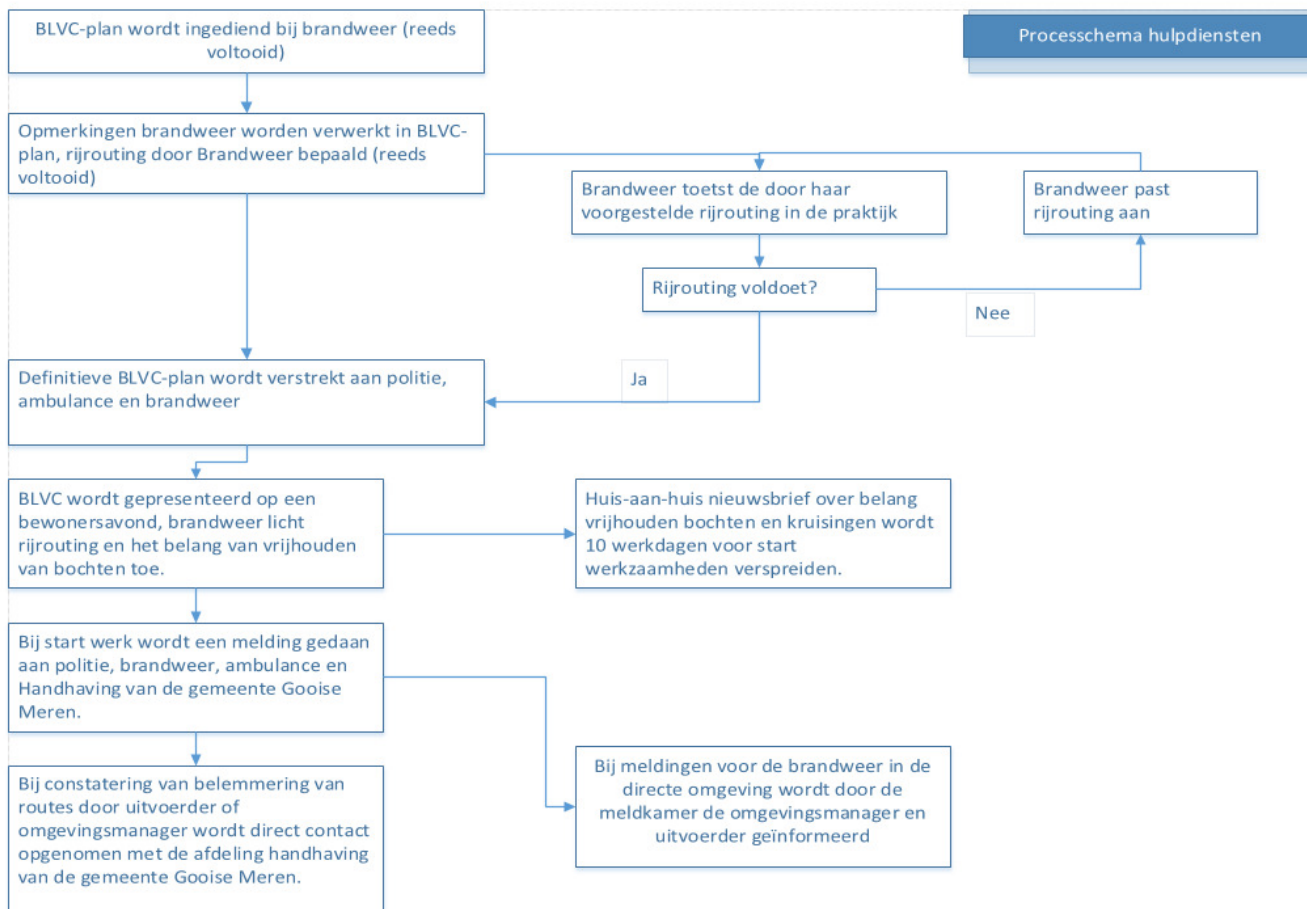 BLVC-plan wordt ingediend bij brandweer (reeds
voltooid)
Processchema hulpdiensten
Opmerkingen brandweer worden verwerkt in BLVC-
plan, rijrouting door Brandweer bepaald (reeds
voltooid)
Brandweer toetst de door haar
voorgestelde rijrouting in de praktijk
Brandweer past
rijrouting aan
Rijrouting voldoet?
Nee
Ja
Definitieve BLVC-plan wordt verstrekt aan politie,
ambulance en brandweer
BLVC wordt gepresenteerd op een
bewonersavond, brandweer licht
rijrouting en het belang van vrijhouden
van bochten toe.
Huis-aan-huis nieuwsbrief over belang
vrijhouden bochten en kruisingen wordt
10 werkdagen voor start
werkzaamheden verspreiden.
Bij start werk wordt een melding gedaan
aan politie, brandweer, ambulance en
Handhaving van de gemeente Gooise
Meren.
Bij meldingen voor de brandweer in de
directe omgeving wordt door de
meldkamer de omgevingsmanager en
uitvoerder geïnformeerd
Bij constatering van belemmering van
routes door uitvoerder of
omgevingsmanager wordt direct contact
opgenomen met de afdeling handhaving
van de gemeente Gooise Meren.